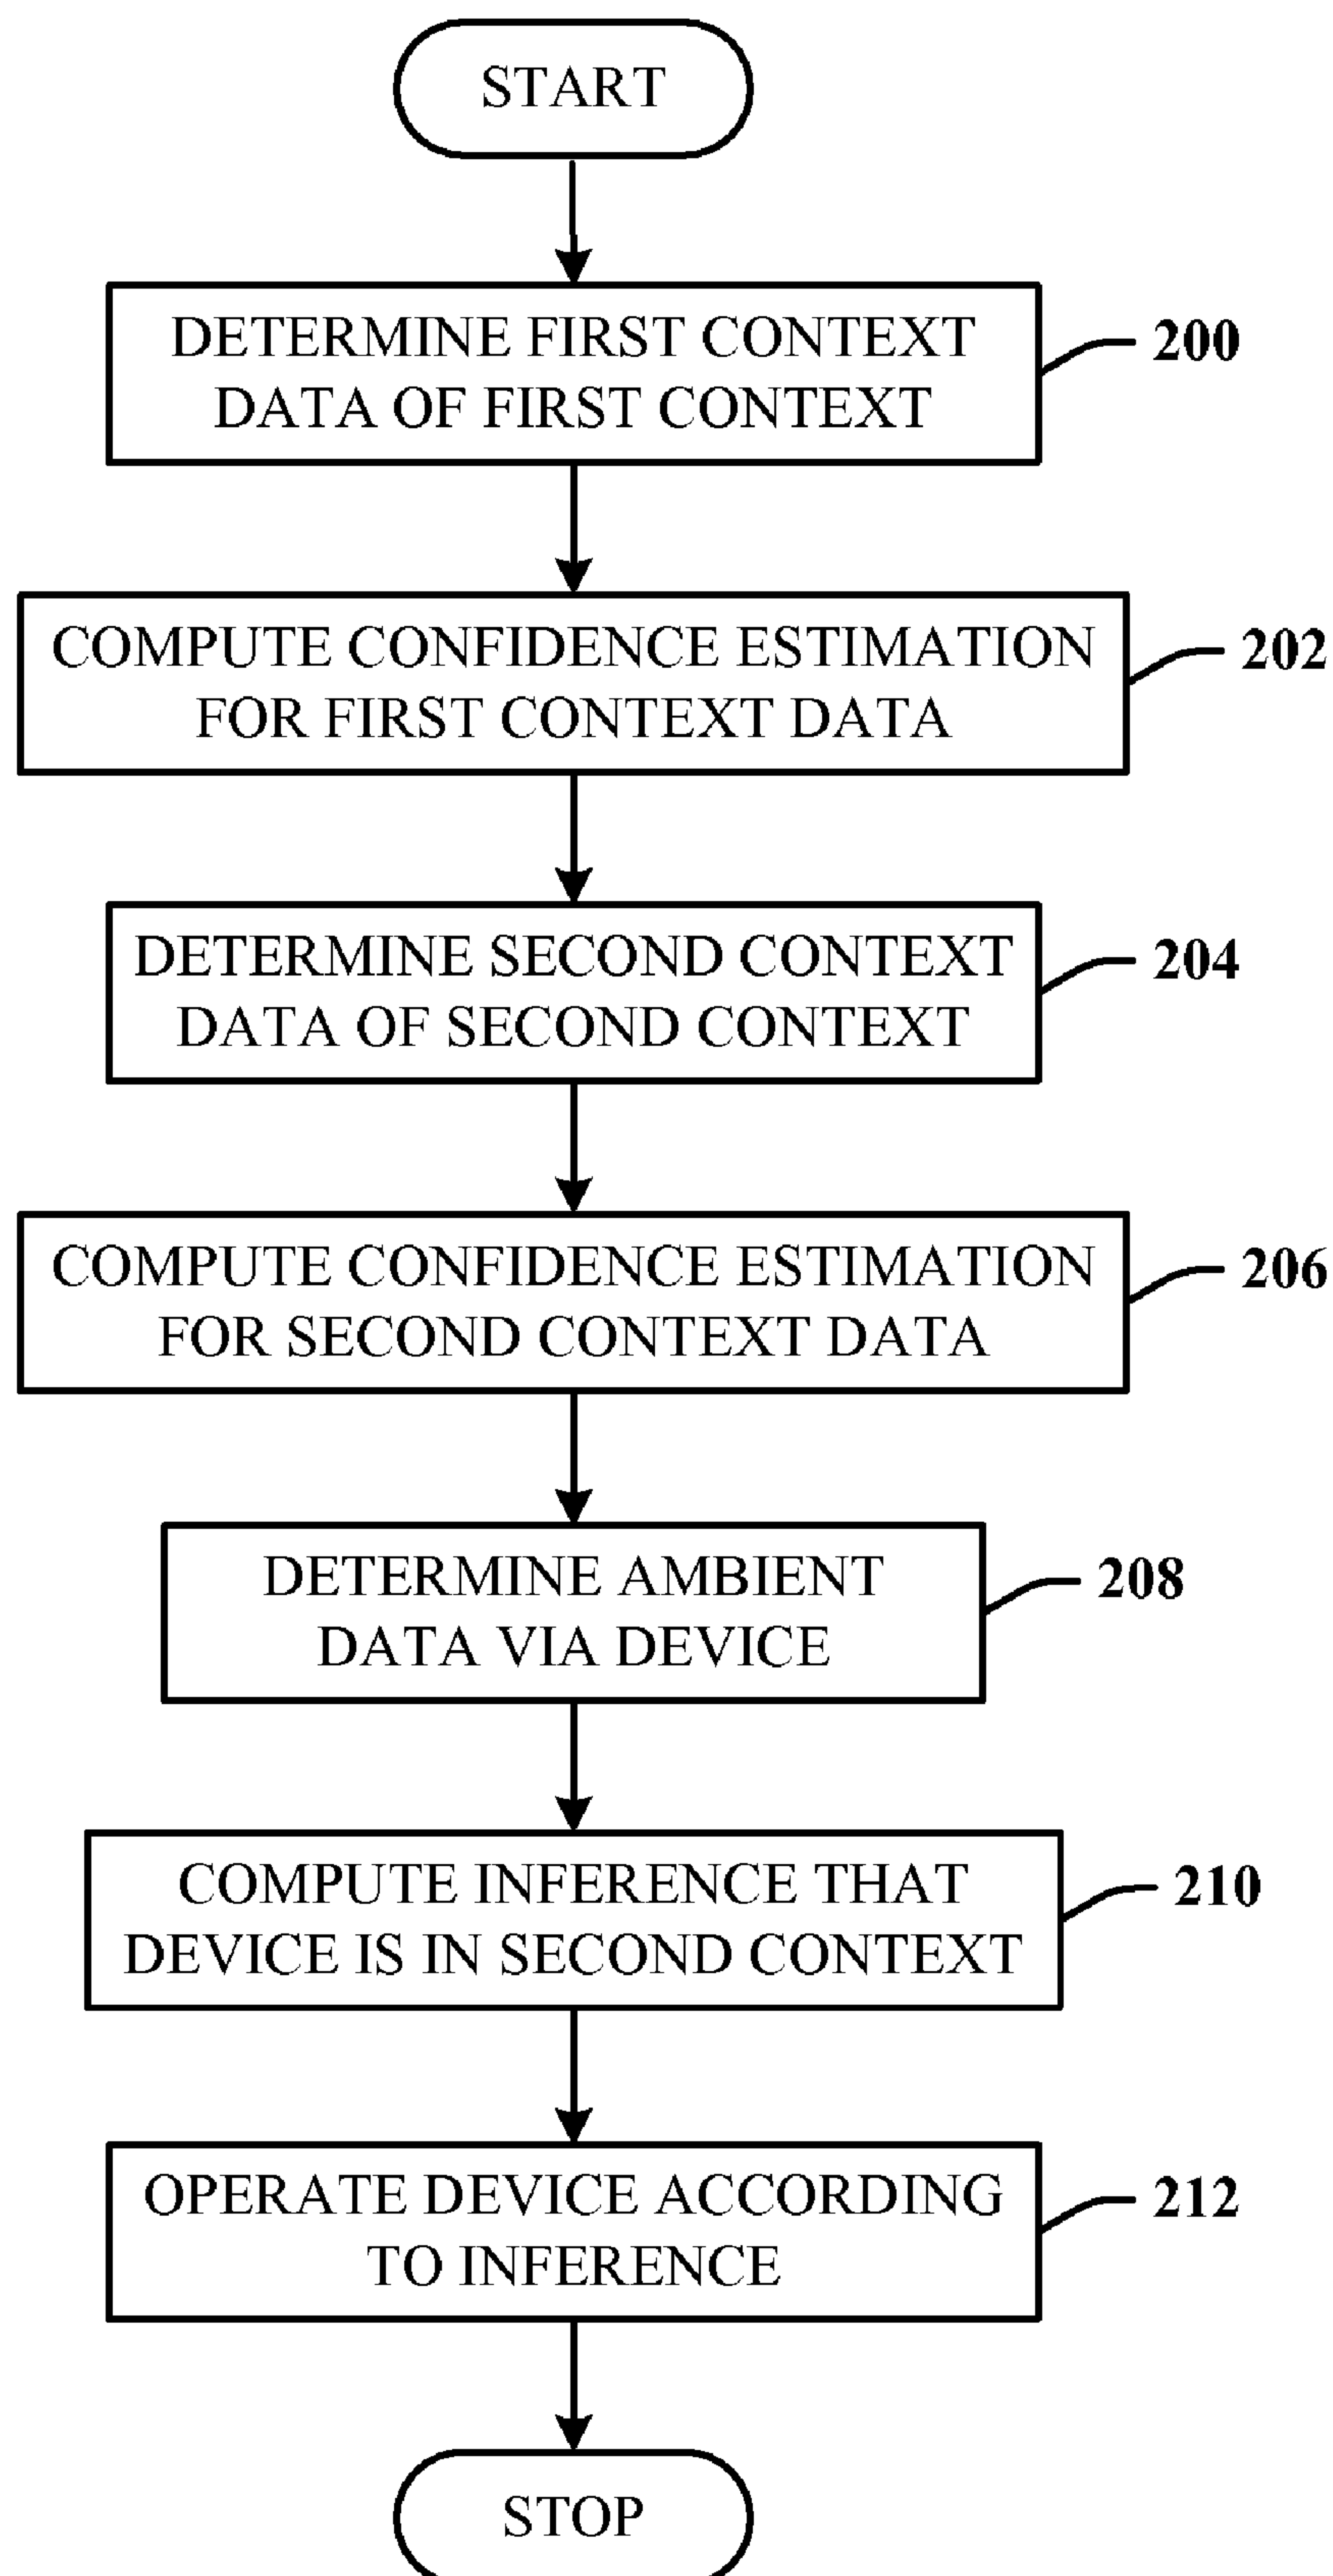 START
DETERMINE FIRST CONTEXT
DATA OF FIRST CONTEXT
200
COMPUTE CONFIDENCE ESTIMATION
FOR FIRST CONTEXT DATA
202
DETERMINE SECOND CONTEXT
DATA OF SECOND CONTEXT
204
COMPUTE CONFIDENCE ESTIMATION
FOR SECOND CONTEXT DATA
206
DETERMINE AMBIENT
DATA VIA DEVICE
208
COMPUTE INFERENCE THAT
DEVICE IS IN SECOND CONTEXT
210
OPERATE DEVICE ACCORDING
TO INFERENCE
212
STOP